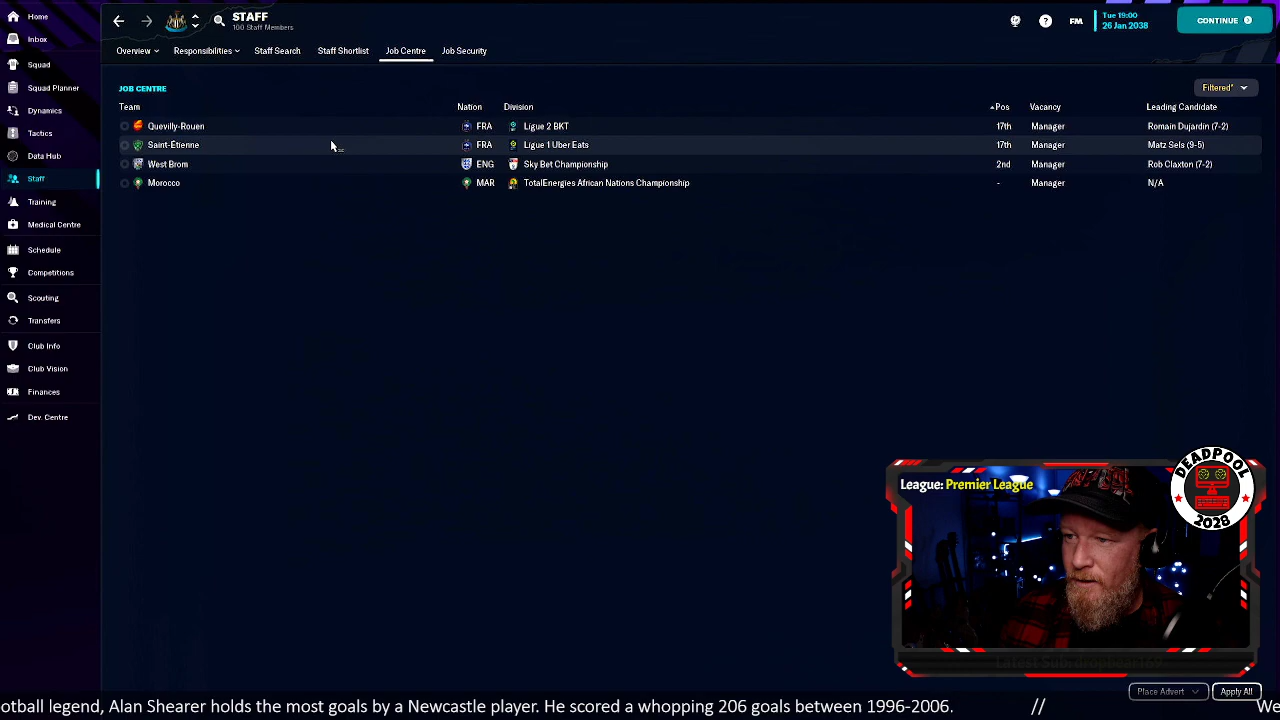 Home
Inbox
Squad
Squad Planner
Dynamics
Tactics
Data Hub
Staff
Training
Medical Centre
Schedule
Competitions
Scouting
Transfers
Club Info
Club Vision
Finances
Dev. Centre
STAFF
100 Staff Members
FM
Tue 19:00
26 Jan 2038
CONTINUE
Overview Responsibilities Staff Search Staff Shortlist Job Centre Job Security
JOB CENTRE
Filtered*
Team Nation Division Pos Vacancy Leading Candidate
Quevilly-Rouen FRA Ligue 2 BKT 17th Manager Romain Dujardin (7-2)
Saint-Étienne FRA Ligue 1 Uber Eats 17th Manager Matz Sels (9-5)
West Brom ENG Sky Bet Championship 2nd Manager Rob Claxton (7-2)
Morocco MAR TotalEnergies African Nations Championship - Manager N/A
League: Premier League
DEADPOOL
2028
Latest Sub: dropbear169
Place Advert Apply All
ootball legend, Alan Shearer holds the most goals by a Newcastle player. He scored a whopping 206 goals between 1996-2006. // We